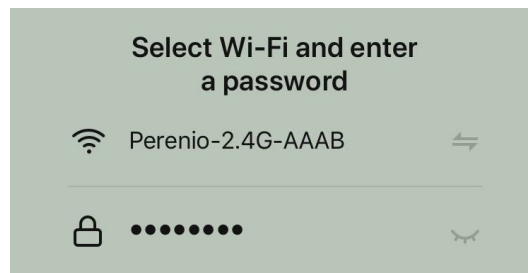 Select Wi-Fi and enter
a password
Perenio-2.4G-AAAB
••••••••